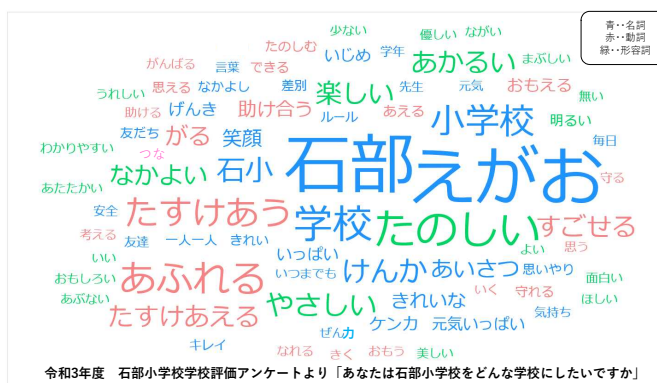 青・・名詞
赤・・動詞
緑・・形容詞
少ない
優しい ながい
たのしむ いじめ 学年 あかるい まぶしい
がんばる 言葉 できる
うれしい 思える なかよし 差別 楽しい 先生 元気 おもえる 無い
助ける げんき 助け合う ルール あえる 小学校 明るい
友だち がる 笑顔 毎日
わかりやすい つな 石部 えがお
なかよい 石小 守る
あたたかい
安全 たすけあう 学校 たのしい すごせる
考える 友達 一人一人 きれい よい 思う
いい いっぱい
おもしろい あふれる いつまでも けんか あいさつ 思いやり 面白い
あぶない やさしい きれいな いく 守れる ほしい
たすけあえる ケンカ 元気いっぱい 気持ち
ぜん力
キレイ なれる きく おもう 美しい
令和3年度 石部小学校学校評価アンケートより「あなたは石部小学校をどんな学校にしたいですか」